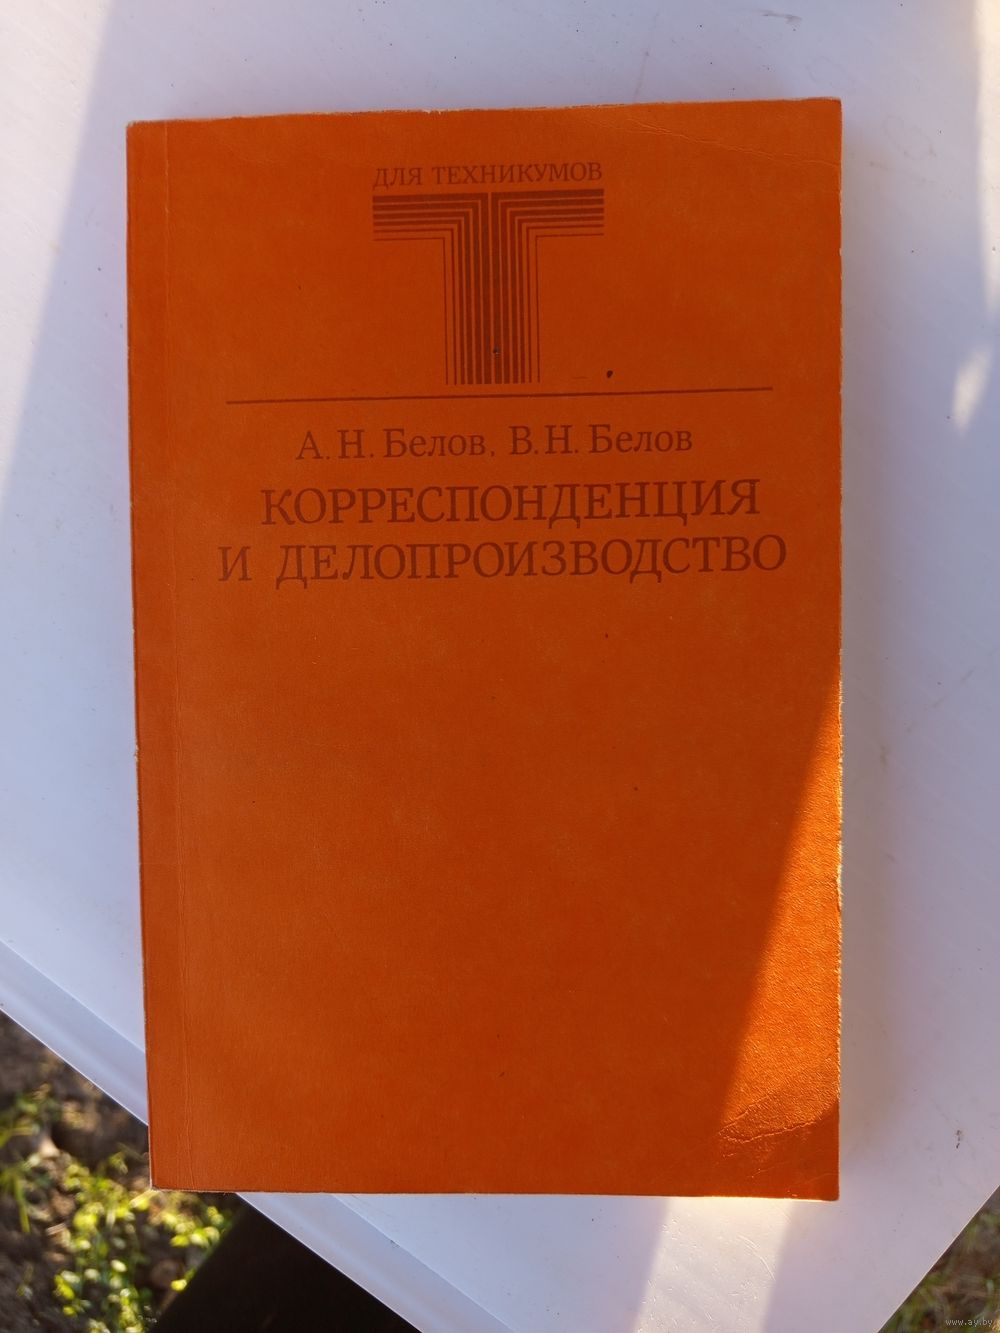 ДЛЯ ТЕХНИКУМОВ
А. Н. Белов, В. Н. Белов
КОРРЕСПОНДЕНЦИЯ
И ДЕЛОПРОИЗВОДСТВО
www.ay.by